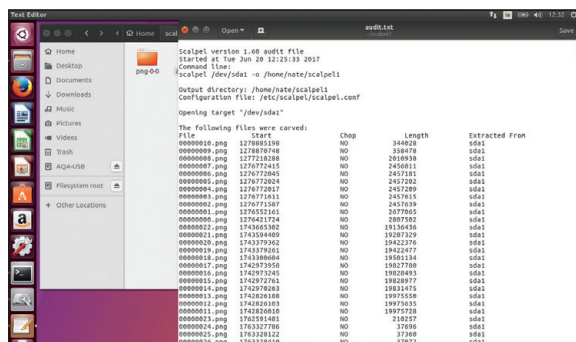 Text Editor
12:32
Open
audit.txt
~/scalpel1
Save
Home
scal
Home
Desktop
Documents
Downloads
Music
Pictures
Videos
Trash
AQA-USB
Filesystem root
Other Locations
png-0-0
Scalpel version 1.60 audit file
Started at Tue Jun 20 12:25:33 2017
Command line:
scalpel /dev/sda1 -o /home/nate/scalpel1
Output directory: /home/nate/scalpel1
Configuration file: /etc/scalpel/scalpel.conf
Opening target "/dev/sda1"
The following files were carved:
File Start Chop Length Extracted From
00000010.png 1278885198 NO 344028 sda1
00000009.png 1278870748 NO 358478 sda1
00000008.png 1277218288 NO 2010938 sda1
00000007.png 1276772415 NO 2456811 sda1
00000006.png 1276772045 NO 2457181 sda1
00000005.png 1276772024 NO 2457202 sda1
00000004.png 1276772017 NO 2457209 sda1
00000003.png 1276771611 NO 2457615 sda1
00000002.png 1276771587 NO 2457639 sda1
00000001.png 1276552161 NO 2677065 sda1
00000000.png 1276421724 NO 2807502 sda1
00000022.png 1743665302 NO 19136436 sda1
00000021.png 1743594409 NO 19207329 sda1
00000020.png 1743379362 NO 19422376 sda1
00000019.png 1743379261 NO 19422477 sda1
00000018.png 1743300604 NO 19501134 sda1
00000017.png 1742973958 NO 19827780 sda1
00000016.png 1742973245 NO 19828493 sda1
00000015.png 1742972761 NO 19828977 sda1
00000014.png 1742970263 NO 19831475 sda1
00000013.png 1742826188 NO 19975550 sda1
00000012.png 1742826103 NO 19975635 sda1
00000011.png 1742826010 NO 19975728 sda1
00000023.png 1762591481 NO 210257 sda1
00000024.png 1763327786 NO 37696 sda1
00000025.png 1763328122 NO 37360 sda1